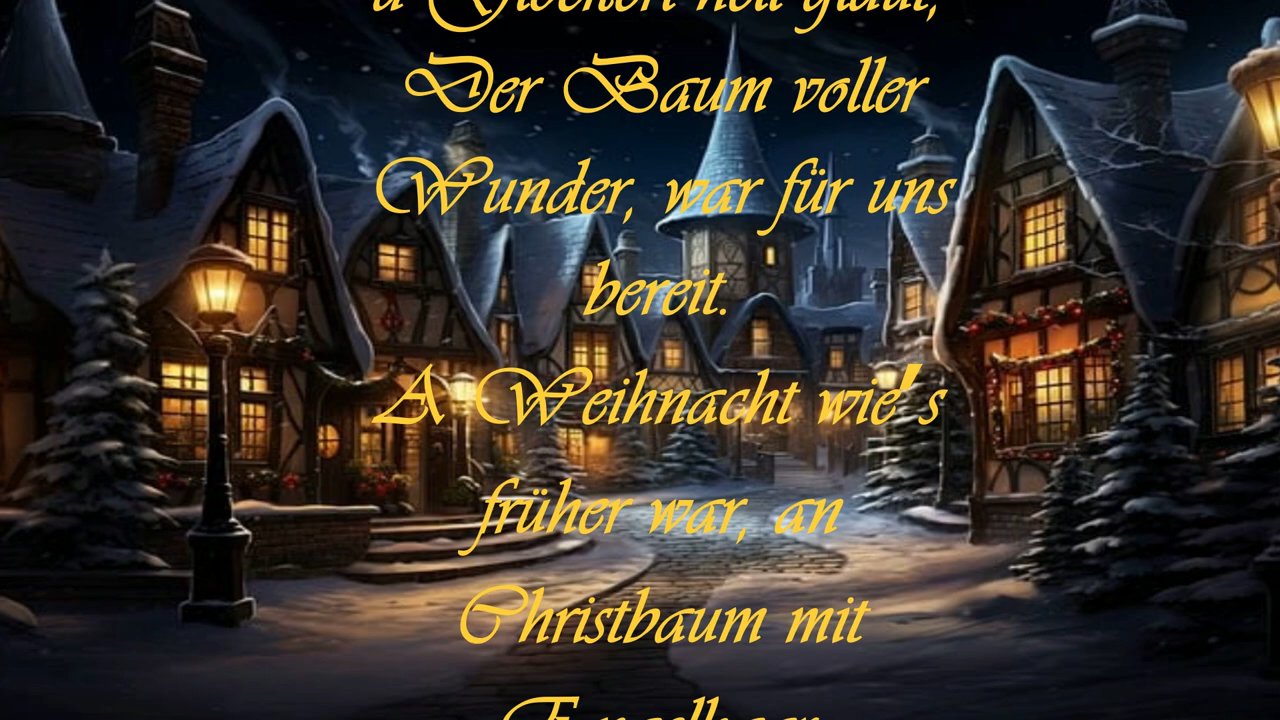 Der Baum voller
Wunder, war für uns
bereit.
A Weihnacht wie's
früher war, an
Christbaum mit